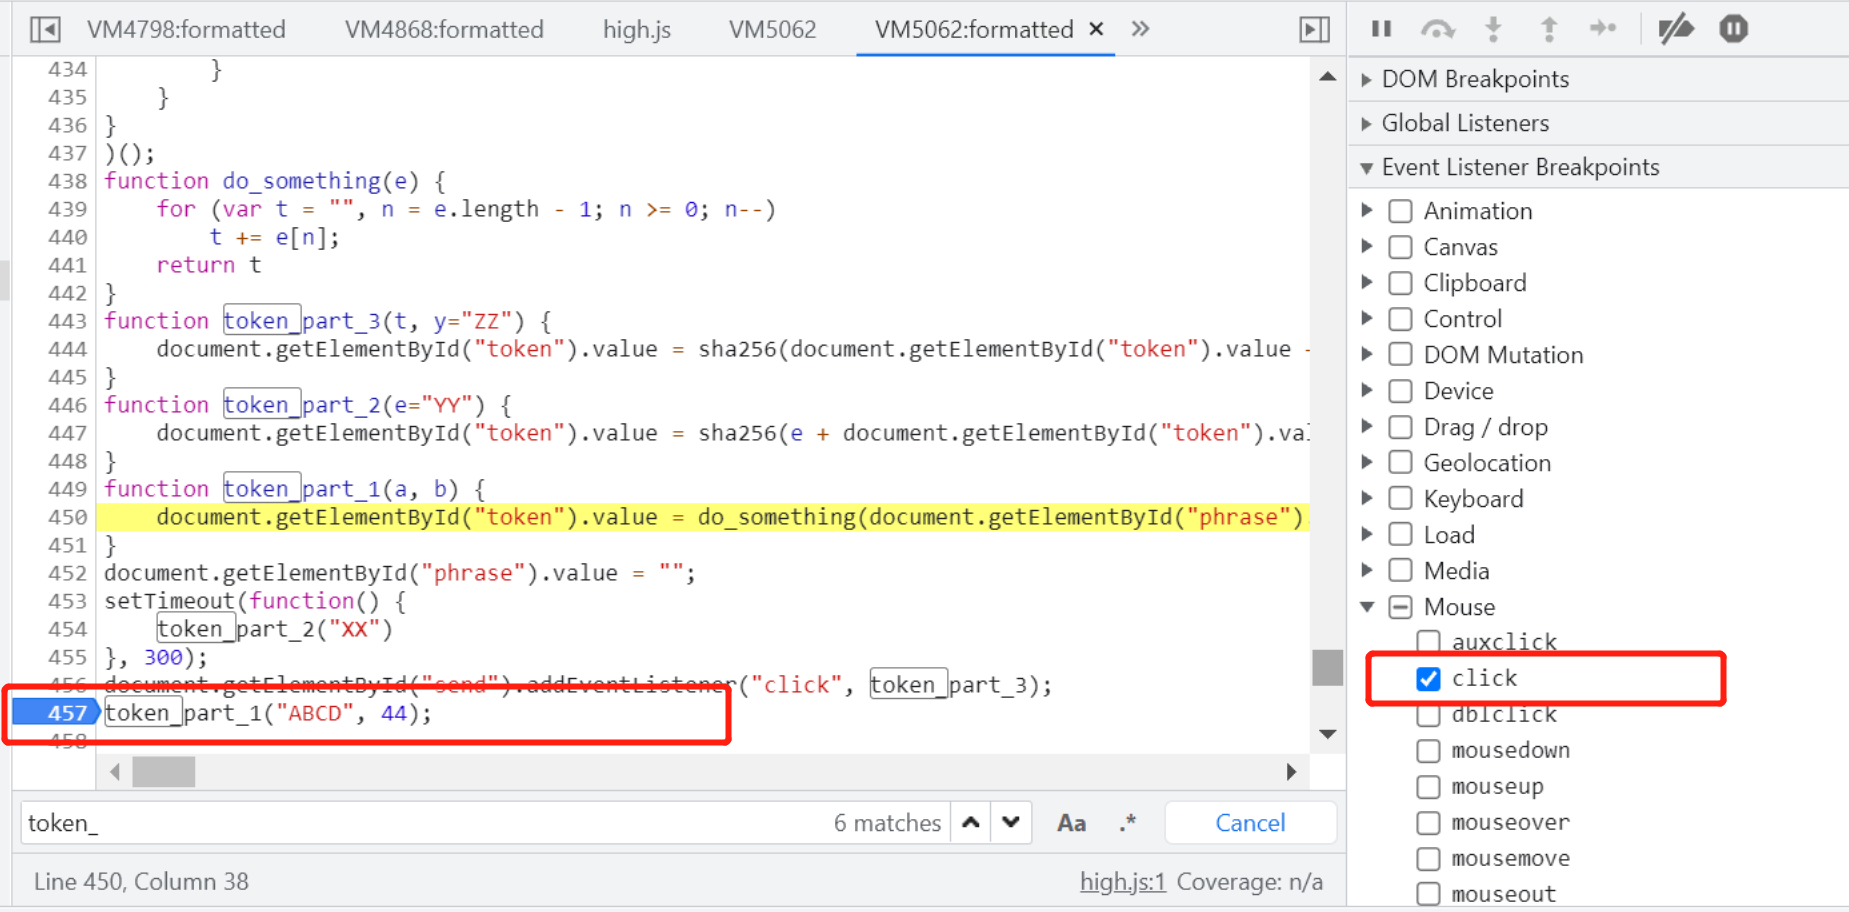 VM4798:formatted VM4868:formatted high.js VM5062 VM5062:formatted × »
434 }
435 }
436 }
437 )();
438 function do_something(e) {
439 for (var t = "", n = e.length - 1; n >= 0; n--)
440 t += e[n];
441 return t
442 }
443 function token_part_3(t, y="ZZ") {
444 document.getElementById("token").value = sha256(document.getElementById("token").value
445 }
446 function token_part_2(e="YY") {
447 document.getElementById("token").value = sha256(e + document.getElementById("token").val
448 }
449 function token_part_1(a, b) {
450 document.getElementById("token").value = do_something(document.getElementById("phrase")
451 }
452 document.getElementById("phrase").value = "";
453 setTimeout(function() {
454 token_part_2("XX")
455 }, 300);
456 document.getElementById("send").addEventListener("click", token_part_3);
457 token_part_1("ABCD", 44);
458
token_ 6 matches Aa .* Cancel
Line 450, Column 38 high.js:1 Coverage: n/a
DOM Breakpoints
Global Listeners
Event Listener Breakpoints
Animation
Canvas
Clipboard
Control
DOM Mutation
Device
Drag / drop
Geolocation
Keyboard
Load
Media
Mouse
auxclick
click
dblclick
mousedown
mouseup
mouseover
mousemove
mouseout